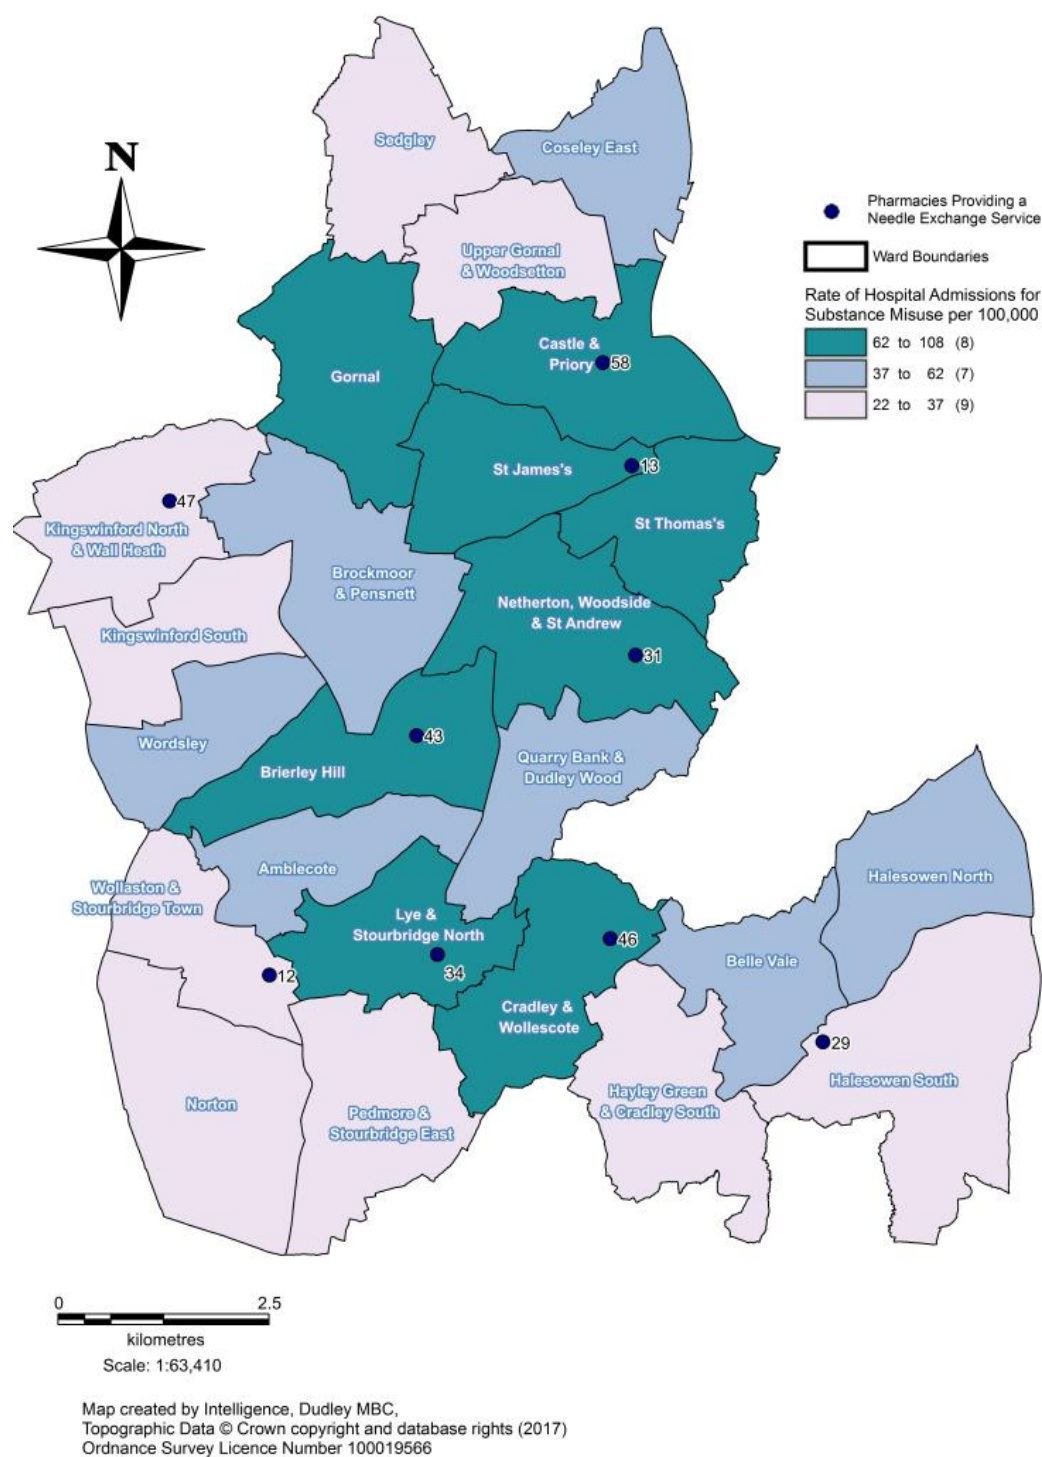 N
Sedgley
Coseley East
Upper Gornal
& Woodsetton
Pharmacies Providing a
Needle Exchange Service
Ward Boundaries
Rate of Hospital Admissions for
Substance Misuse per 100,000
62 to 108 (8)
37 to 62 (7)
22 to 37 (9)
Castle &
Priory
58
Gornal
St James's
13
47
Kingswinford North
& Wall Heath
St Thomas's
Brockmoor
& Pensnett
Netherton, Woodside
& St Andrew
Kingswinford South
31
Wordsley
43
Brierley Hill
Quarry Bank &
Dudley Wood
Amblecote
Halesowen North
Wollaston &
Stourbridge Town
Lye &
Stourbridge North
46
34
12
Belle Vale
Cradley &
Wollescote
29
Halesowen South
Hayley Green
& Cradley South
Norton
Pedmore &
Stourbridge East
0 2.5
kilometres
Scale: 1:63,410
Map created by Intelligence, Dudley MBC,
Topographic Data © Crown copyright and database rights (2017)
Ordnance Survey Licence Number 100019566